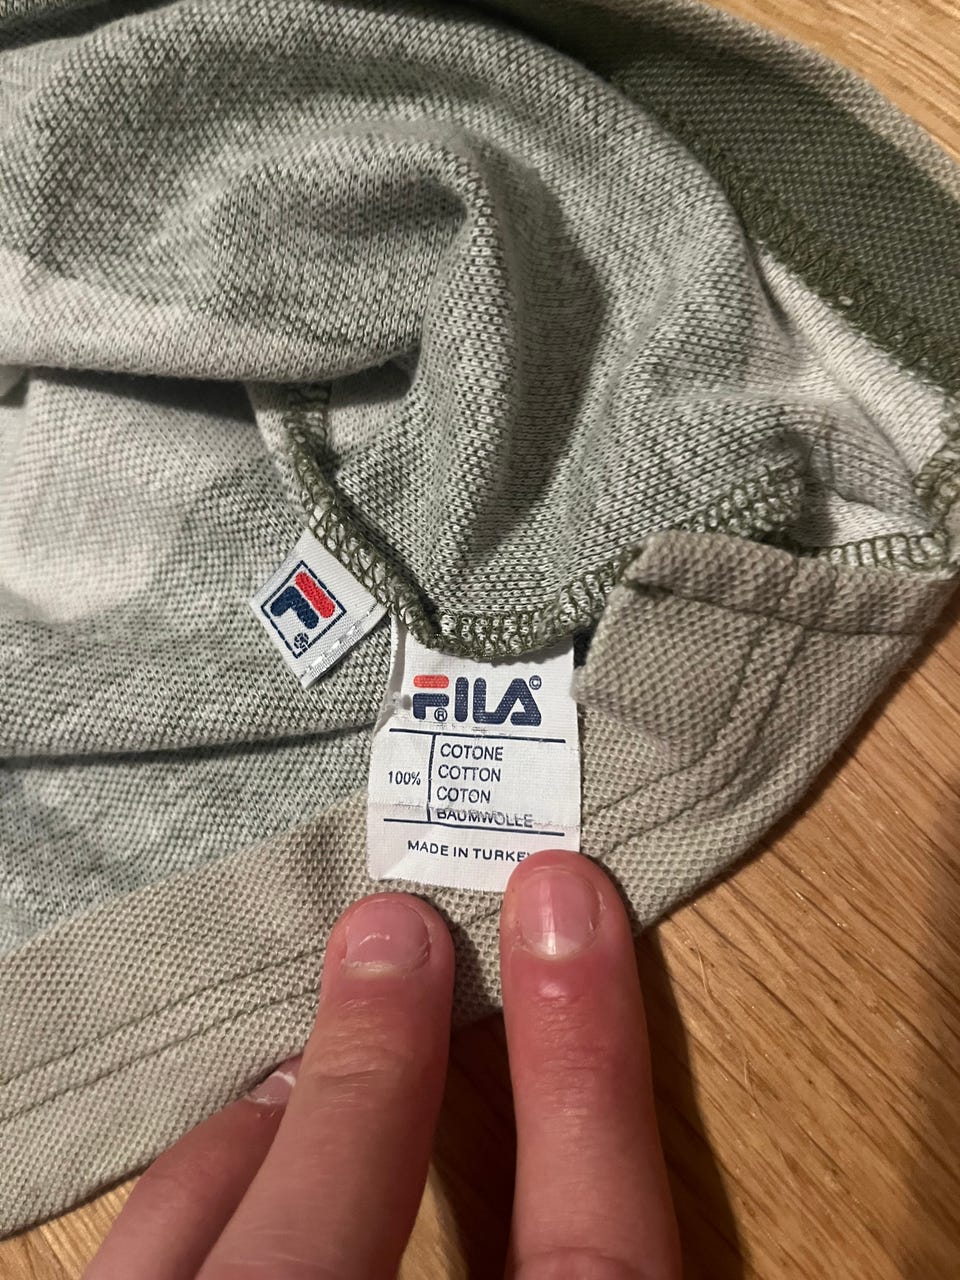 FILA
100%
COTONE
COTTON
COTON
BAUMWOLLE
MADE IN TURKEY